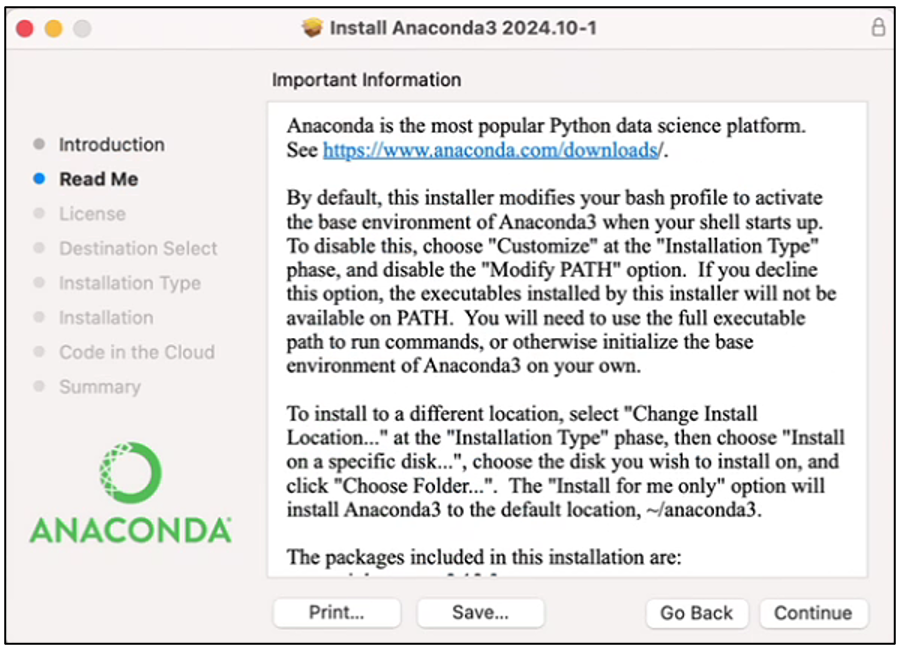 Install Anaconda3 2024.10-1
Important Information
Introduction
Read Me
License
Destination Select
Installation Type
Installation
Code in the Cloud
Summary
ANACONDA
Anaconda is the most popular Python data science platform.
See https://www.anaconda.com/downloads/.
By default, this installer modifies your bash profile to activate
the base environment of Anaconda3 when your shell starts up.
To disable this, choose "Customize" at the "Installation Type"
phase, and disable the "Modify PATH" option.  If you decline
this option, the executables installed by this installer will not be
available on PATH.  You will need to use the full executable
path to run commands, or otherwise initialize the base
environment of Anaconda3 on your own.
To install to a different location, select "Change Install
Location..." at the "Installation Type" phase, then choose "Install
on a specific disk...", choose the disk you wish to install on, and
click "Choose Folder...".  The "Install for me only" option will
install Anaconda3 to the default location, ~/anaconda3.
The packages included in this installation are:
Print...
Save...
Go Back
Continue